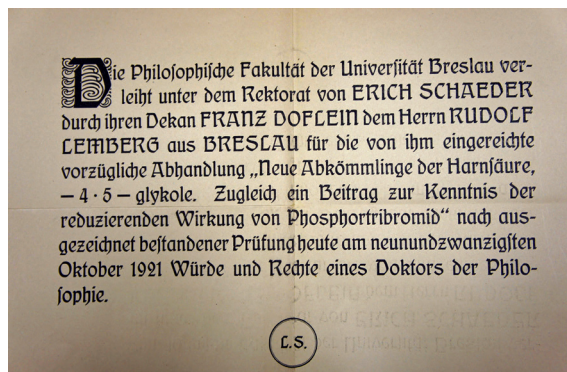 Die Philosophische Fakultät der Universität Breslau ver-
leiht unter dem Rektorat von ERICH SCHAEDER
durch ihren Dekan FRANZ DOFLEIN dem Herrn RUDOLF
LEMBERG aus BRESLAU für die von ihm eingereichte
vorzügliche Abhandlung „Neue Abkömmlinge der Harnsäure,
— 4 · 5 — glykole. Zugleich ein Beitrag zur Kenntnis der
reduzierenden Wirkung von Phosphortribromid“ nach aus-
gezeichnet bestandener Prüfung heute am neunundzwanzigsten
Oktober 1921 Würde und Rechte eines Doktors der Philo-
sophie.
L.S.